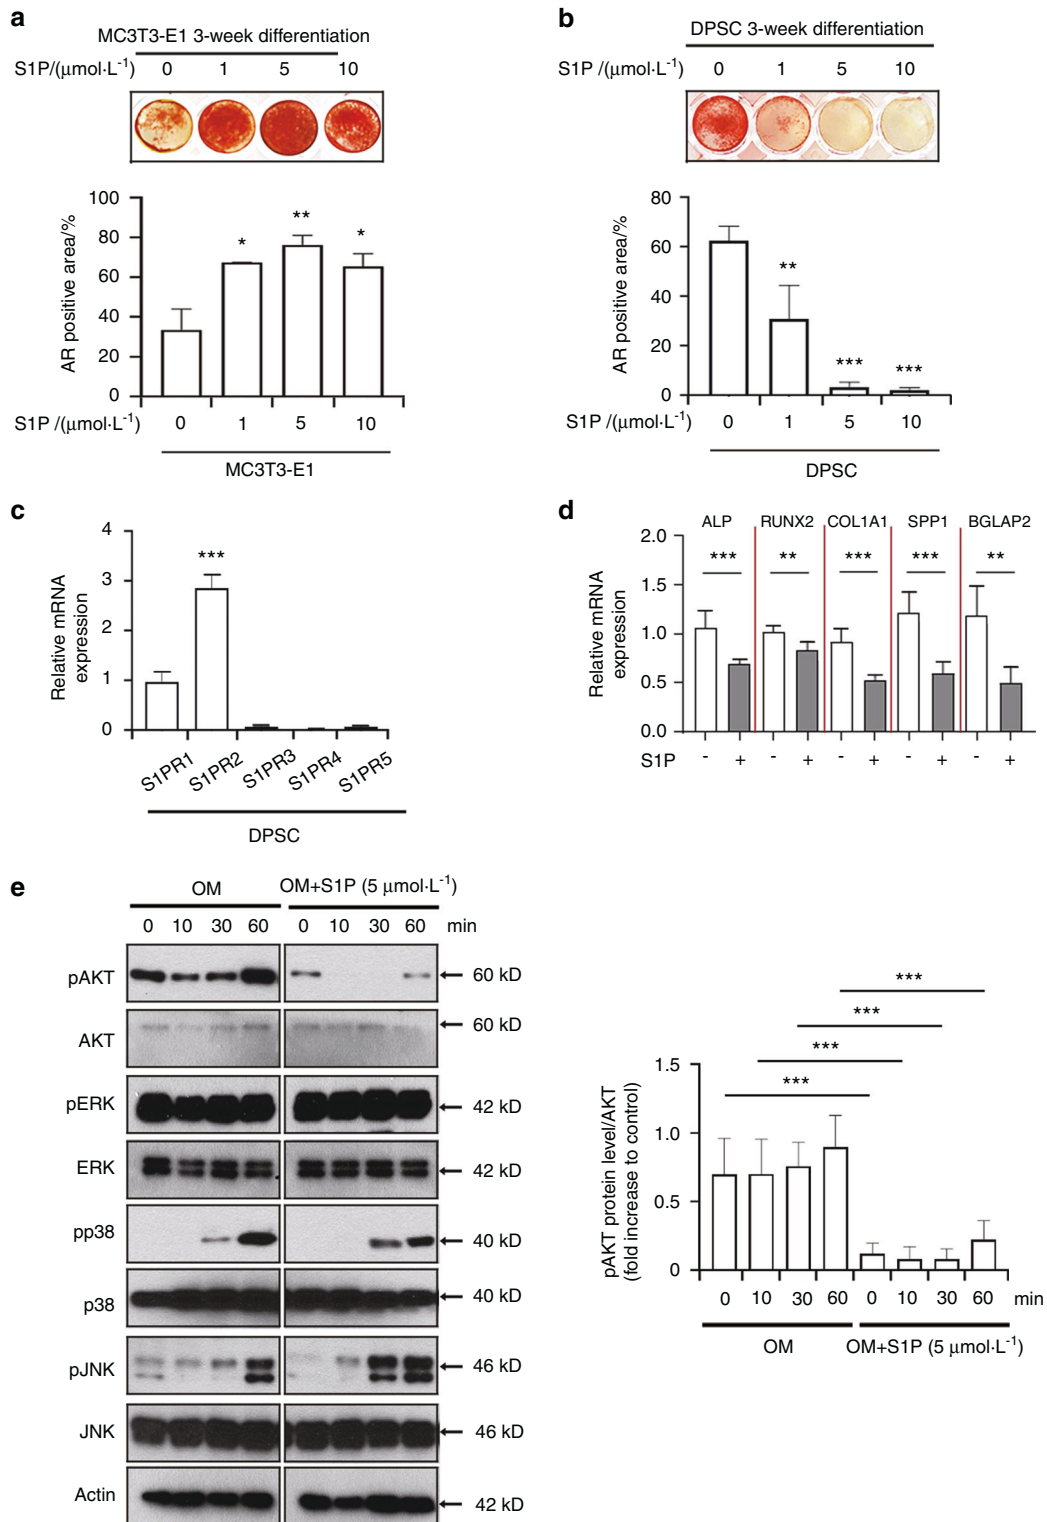 a
MC3T3-E1 3-week differentiation
S1P/(μmol·L⁻¹) 0 1 5 10
AR positive area/%
100
80
60
40
20
0
* ** *
S1P /(μmol·L⁻¹) 0 1 5 10
MC3T3-E1
b
DPSC 3-week differentiation
S1P /(μmol·L⁻¹) 0 1 5 10
AR positive area/%
80
60
40
20
0
** *** ***
S1P /(μmol·L⁻¹) 0 1 5 10
DPSC
c
Relative mRNA
expression
4
3
2
1
0
***
S1PR1 S1PR2 S1PR3 S1PR4 S1PR5
DPSC
d
ALP RUNX2 COL1A1 SPP1 BGLAP2
*** ** *** *** **
Relative mRNA
expression
2.0
1.5
1.0
0.5
0.0
S1P - + - + - + - + - +
e
OM OM+S1P (5 μmol·L⁻¹)
0 10 30 60 0 10 30 60 min
pAKT 60 kD
AKT 60 kD
pERK 42 kD
ERK 42 kD
pp38 40 kD
p38 40 kD
pJNK 46 kD
JNK 46 kD
Actin 42 kD
***
***
***
***
pAKT protein level/AKT
(fold increase to control)
1.5
1.0
0.5
0
0 10 30 60 0 10 30 60 min
OM OM+S1P (5 μmol·L⁻¹)